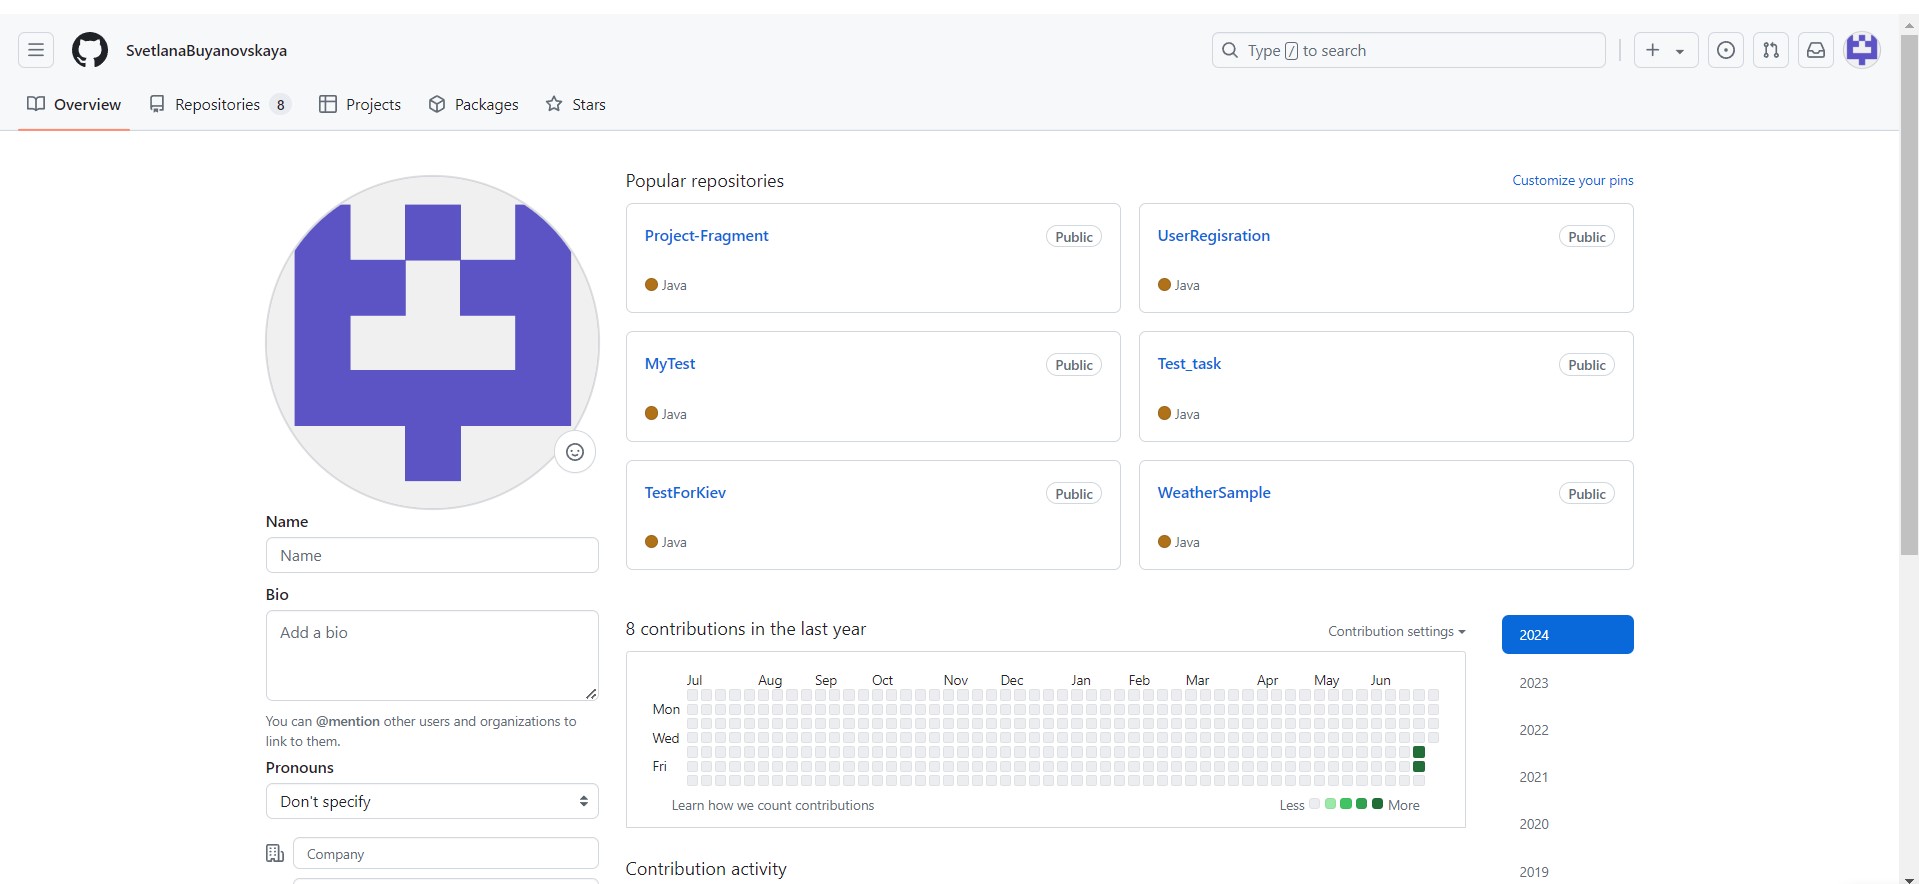 SvetlanaBuyanovskaya
Type / to search
Overview
Repositories 8
Projects
Packages
Stars
Popular repositories
Customize your pins
Project-Fragment
Public
Java
UserRegisration
Public
Java
MyTest
Public
Java
Test_task
Public
Java
TestForKiev
Public
Java
WeatherSample
Public
Java
Name
Name
Bio
Add a bio
You can @mention other users and organizations to
link to them.
Pronouns
Don't specify
Company
8 contributions in the last year
Contribution settings
Jul Aug Sep Oct Nov Dec Jan Feb Mar Apr May Jun
Mon
Wed
Fri
Learn how we count contributions
Less
More
2024
2023
2022
2021
2020
2019
Contribution activity